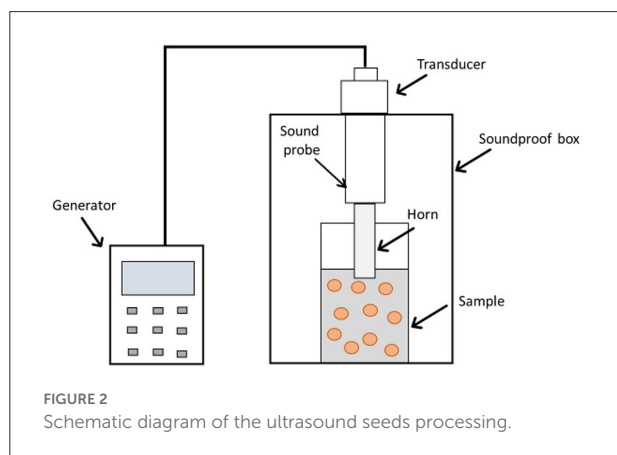 Transducer
Sound
probe
Soundproof box
Generator
Horn
Sample
FIGURE 2
Schematic diagram of the ultrasound seeds processing.